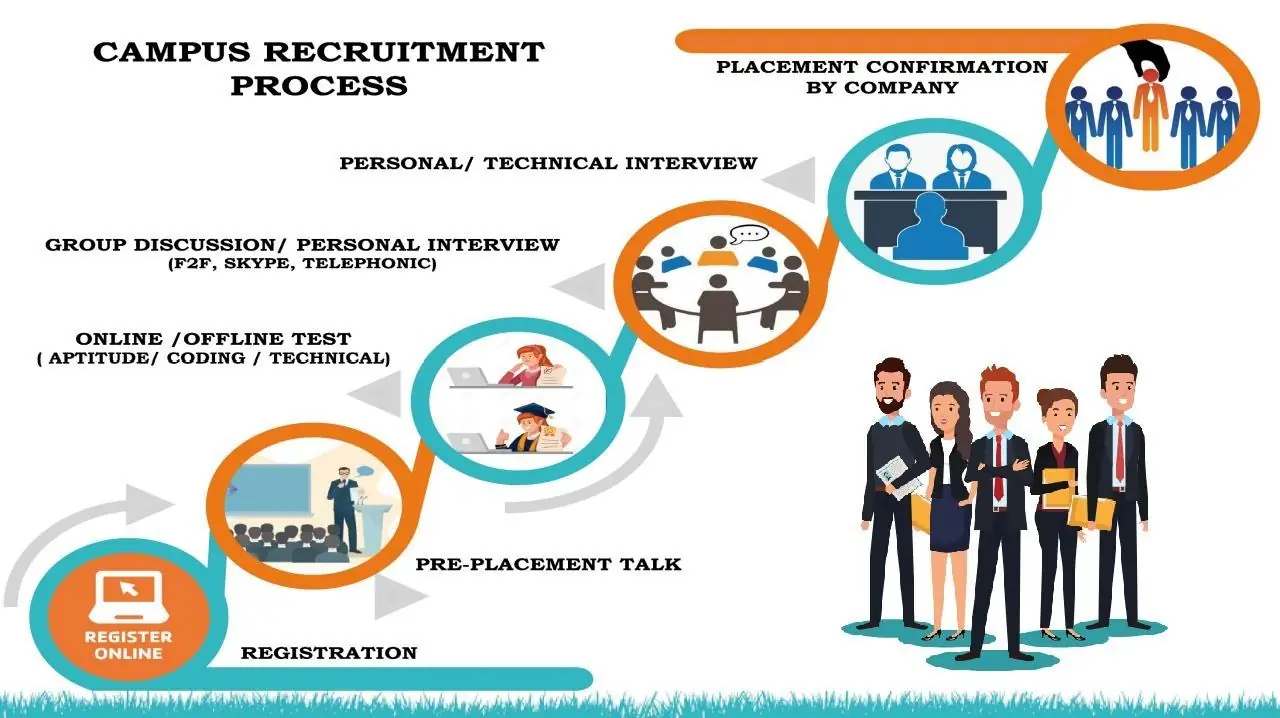 CAMPUS RECRUITMENT
PROCESS
PLACEMENT CONFIRMATION
BY COMPANY
PERSONAL/ TECHNICAL INTERVIEW
GROUP DISCUSSION/ PERSONAL INTERVIEW
(F2F, SKYPE, TELEPHONIC)
ONLINE /OFFLINE TEST
( APTITUDE/ CODING / TECHNICAL)
PRE-PLACEMENT TALK
REGISTER
ONLINE
REGISTRATION